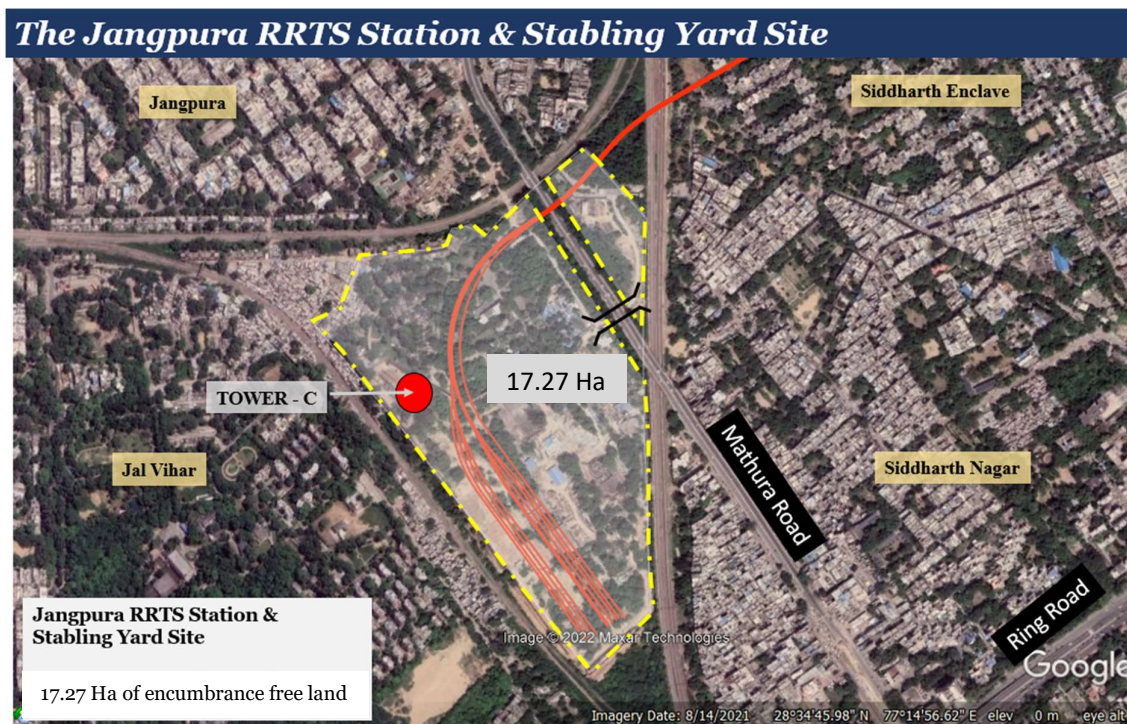 The Jangpura RRTS Station & Stabling Yard Site
Jangpura
Siddharth Enclave
17.27 Ha
TOWER - C
Jal Vihar
Mathura Road
Siddharth Nagar
Ring Road
Jangpura RRTS Station &
Stabling Yard Site
17.27 Ha of encumbrance free land
Image © 2022 Maxar Technologies
Google
Imagery Date: 8/14/2021 28°34'45.98" N 77°14'56.62" E elev 0 m eye alt